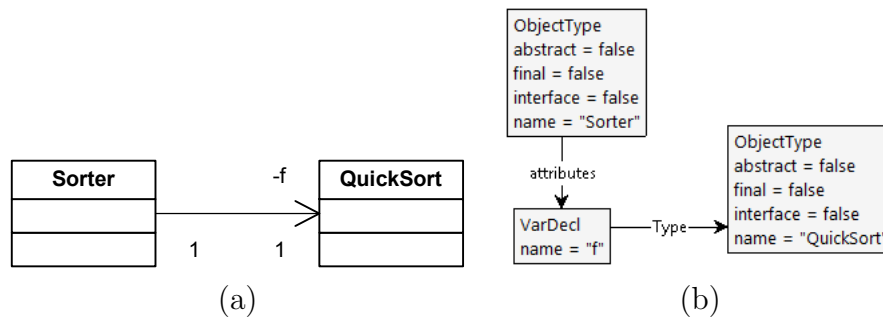 Sorter
-f
QuickSort
1
1
(a)
ObjectType
abstract = false
final = false
interface = false
name = "Sorter"
attributes
VarDecl
name = "f"
Type
ObjectType
abstract = false
final = false
interface = false
name = "QuickSort"
(b)